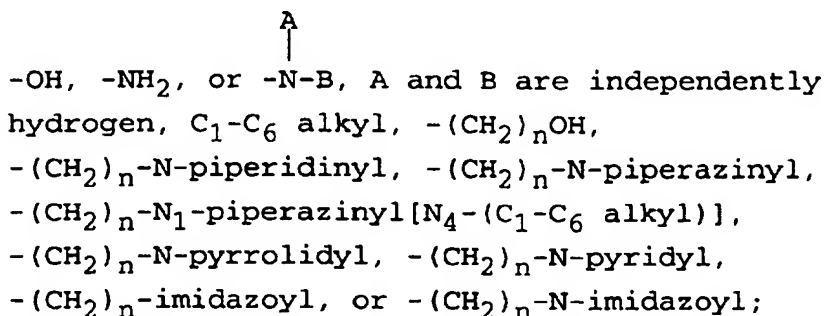 A
-OH, -NH₂, or -N-B, A and B are independently
hydrogen, C₁-C₆ alkyl, -(CH₂)ₙOH,
-(CH₂)ₙ-N-piperidinyl, -(CH₂)ₙ-N-piperazinyl,
-(CH₂)ₙ-N₁-piperazinyl[N₄-(C₁-C₆ alkyl)],
-(CH₂)ₙ-N-pyrrolidyl, -(CH₂)ₙ-N-pyridyl,
-(CH₂)ₙ-imidazoyl, or -(CH₂)ₙ-N-imidazoyl;